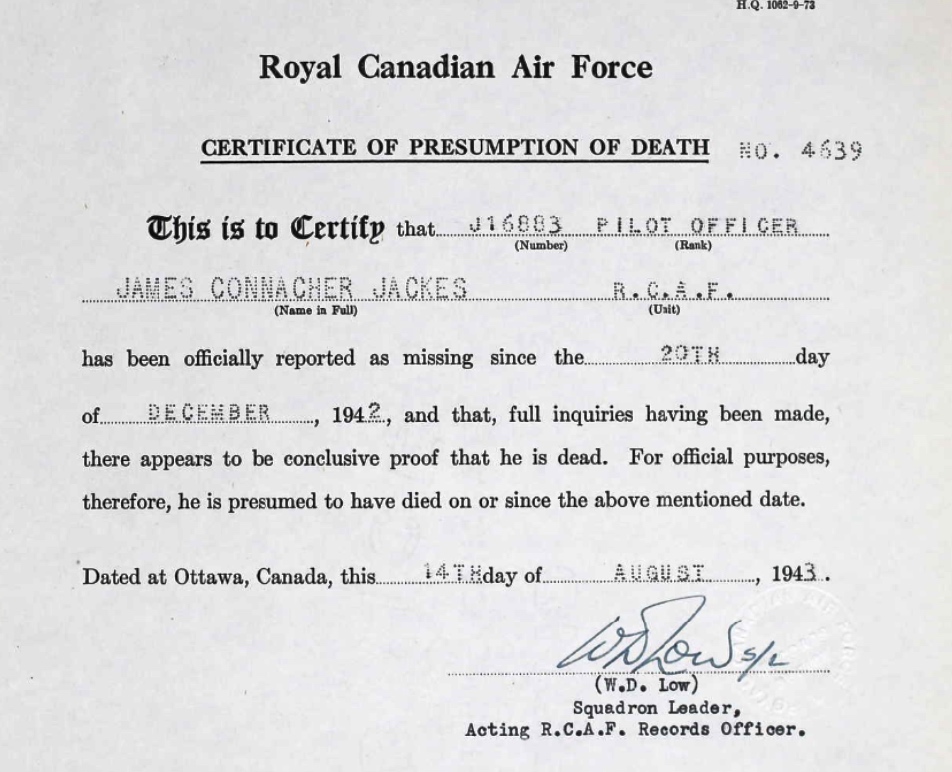 H.Q. 1062-9-73
Royal Canadian Air Force
CERTIFICATE OF PRESUMPTION OF DEATH NO. 4639
This is to Certify that J16883 PILOT OFFICER
(Number) (Rank)
JAMES CONNACHER JACKES R.C.A.F.
(Name in Full) (Unit)
has been officially reported as missing since the 20TH day
of DECEMBER, 1942, and that, full inquiries having been made,
there appears to be conclusive proof that he is dead. For official purposes,
therefore, he is presumed to have died on or since the above mentioned date.
Dated at Ottawa, Canada, this 14TH day of AUGUST, 1943.
WD Low S/L
(W.D. Low)
Squadron Leader,
Acting R.C.A.F. Records Officer.